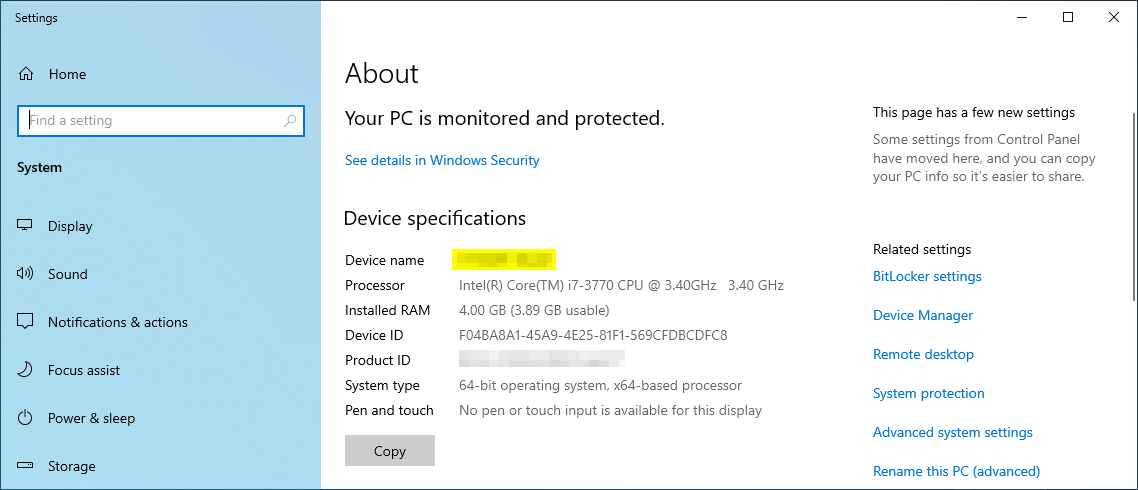 Settings
Home
Find a setting
System
Display
Sound
Notifications & actions
Focus assist
Power & sleep
Storage
About
Your PC is monitored and protected.
See details in Windows Security
Device specifications
Device name
Processor Intel(R) Core(TM) i7-3770 CPU @ 3.40GHz 3.40 GHz
Installed RAM 4.00 GB (3.89 GB usable)
Device ID F04BA8A1-45A9-4E25-81F1-569CFDBCDFC8
Product ID
System type 64-bit operating system, x64-based processor
Pen and touch No pen or touch input is available for this display
Copy
This page has a few new settings
Some settings from Control Panel
have moved here, and you can copy
your PC info so it's easier to share.
Related settings
BitLocker settings
Device Manager
Remote desktop
System protection
Advanced system settings
Rename this PC (advanced)